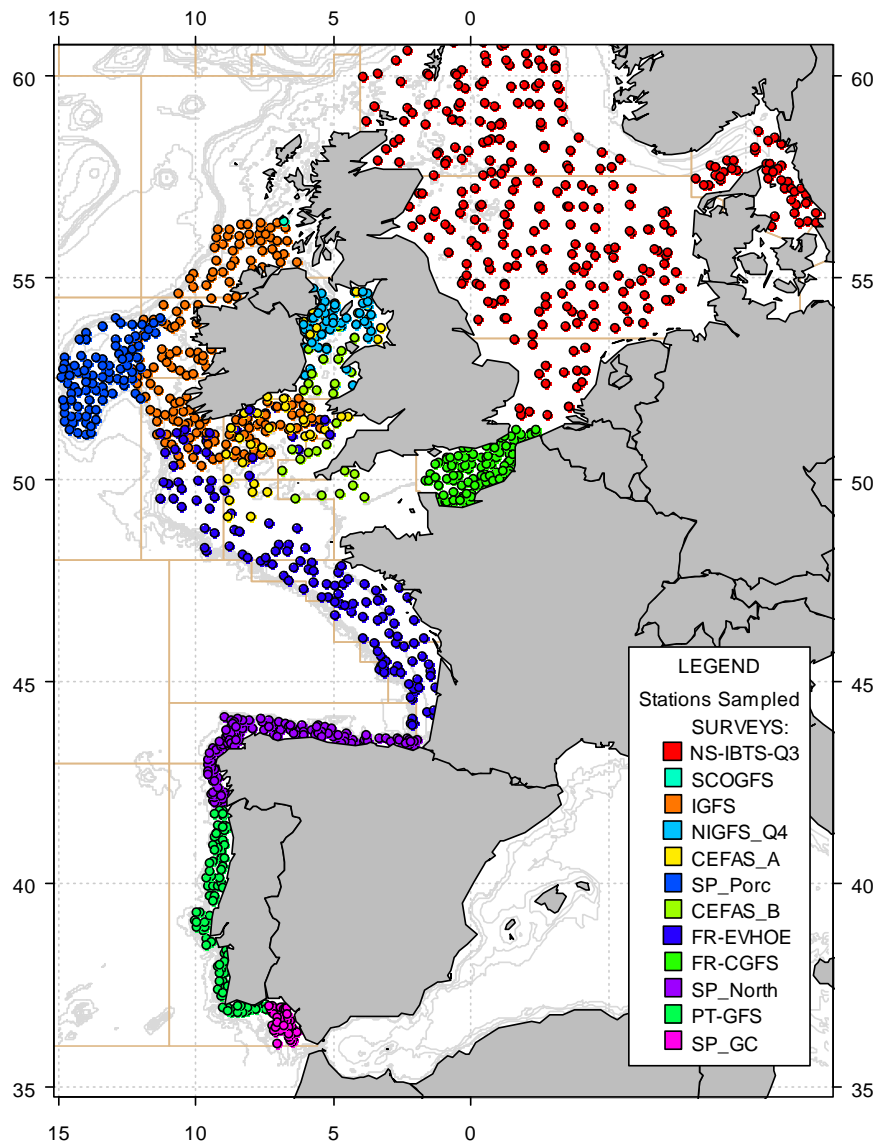 15 10 5 0
60 60
55 55
50 50
45 45
LEGEND
Stations Sampled
SURVEYS:
NS-IBTS-Q3
SCOGFS
IGFS
NIGFS_Q4
CEFAS_A
SP_Porc
CEFAS_B
FR-EVHOE
FR-CGFS
SP_North
PT-GFS
SP_GC
40 40
35 35
15 10 5 0